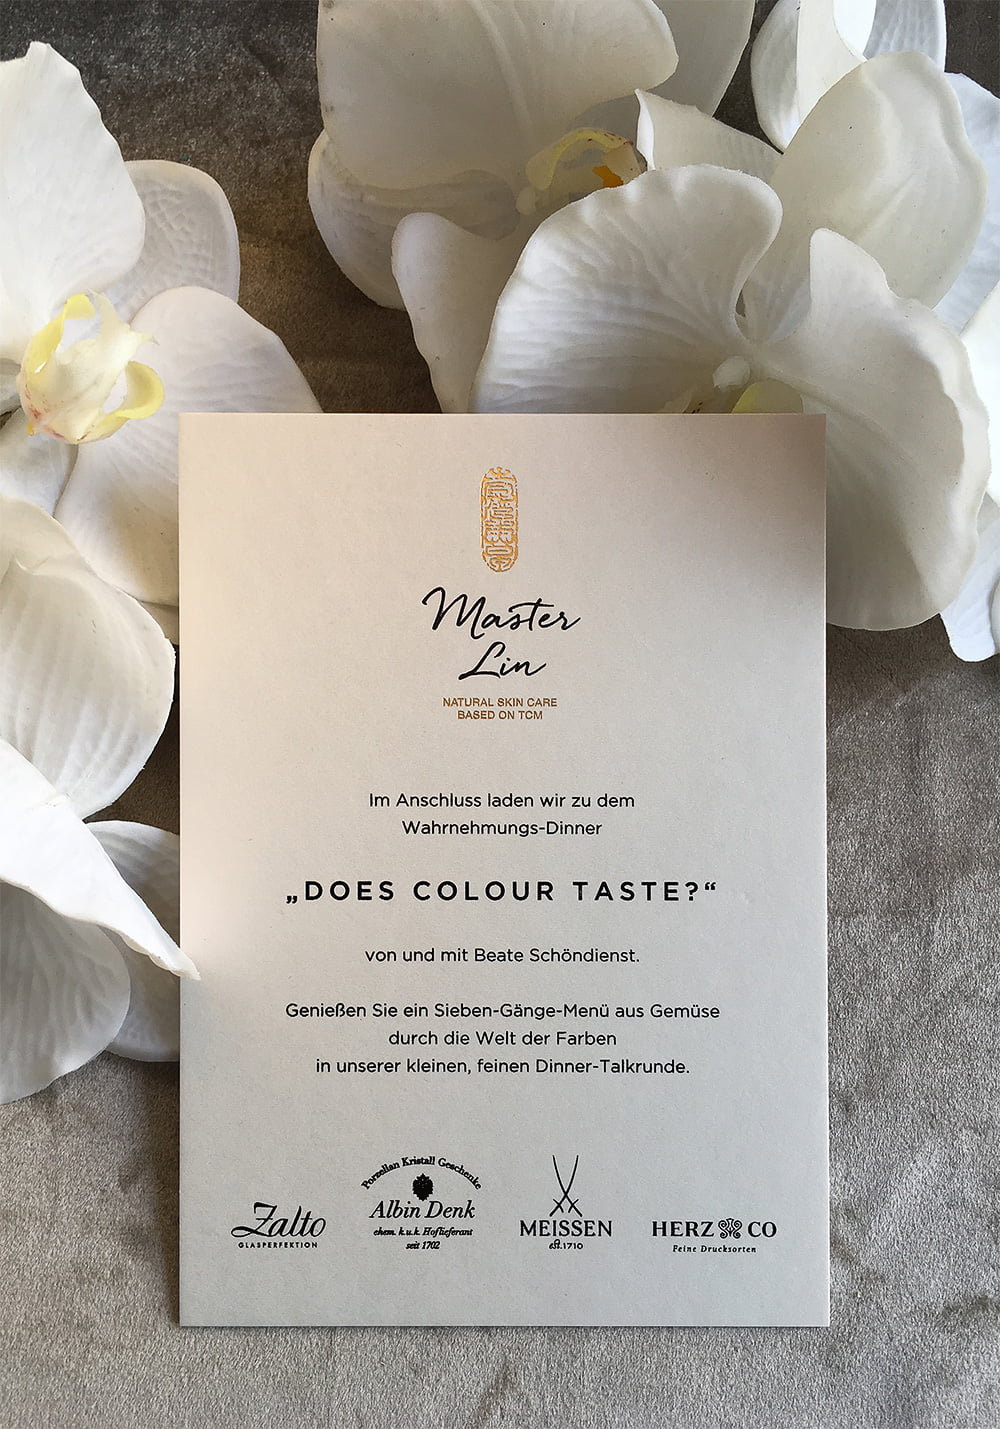 Master
Lin
NATURAL SKIN CARE
BASED ON TCM
Im Anschluss laden wir zu dem
Wahrnehmungs-Dinner
„DOES COLOUR TASTE?“
von und mit Beate Schöndienst.
Genießen Sie ein Sieben-Gänge-Menü aus Gemüse
durch die Welt der Farben
in unserer kleinen, feinen Dinner-Talkrunde.
Zalto
GLASPERFEKTION
Porzellan Kristall Geschenke
Albin Denk
ehem. k.u.k. Hoflieferant
seit 1702
MEISSEN
est.1710
HERZ CO
Feine Drucksorten